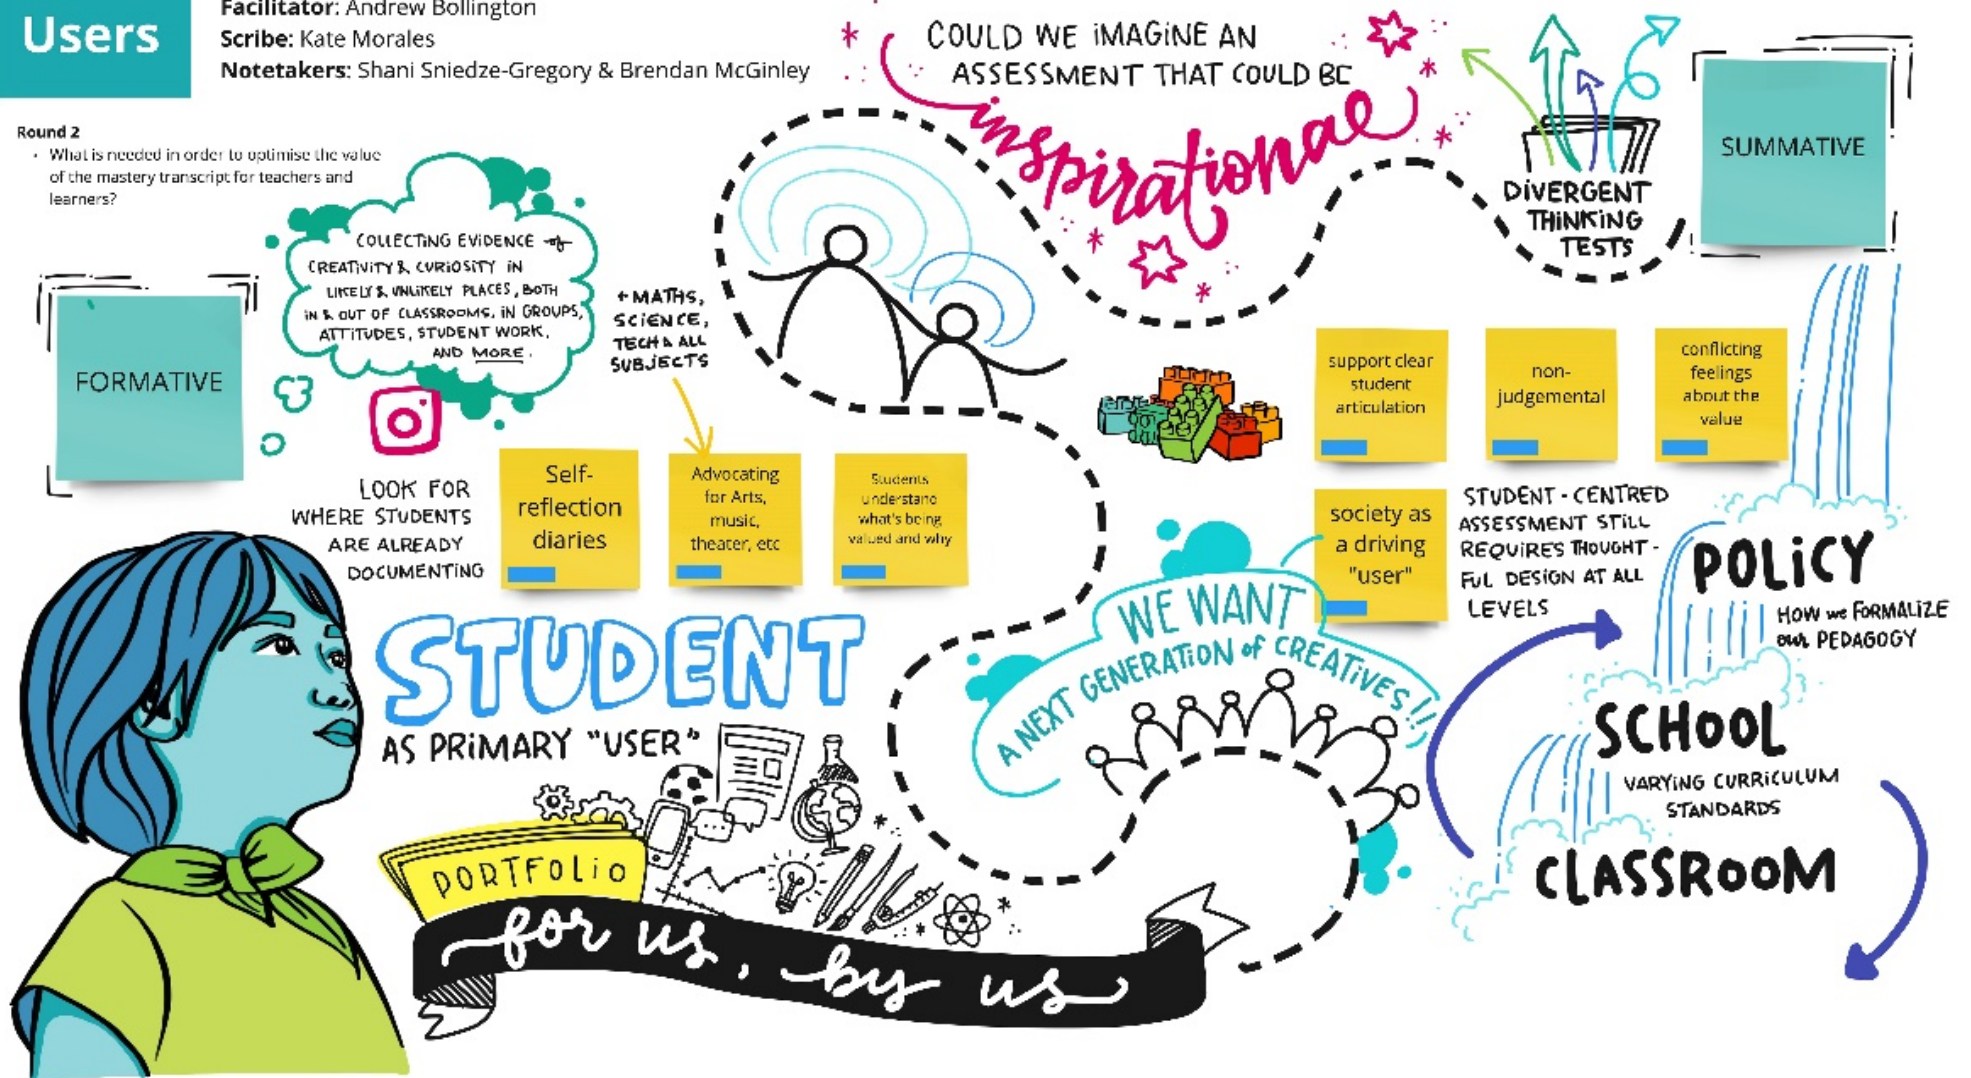 Users
Facilitator: Andrew Bollington
Scribe: Kate Morales
Notetakers: Shani Sniedze-Gregory & Brendan McGinley
Round 2
• What is needed in order to optimise the value
of the mastery transcript for teachers and
learners?
COULD WE IMAGINE AN
ASSESSMENT THAT COULD BE
inspirational
DIVERGENT
THINKING
TESTS
SUMMATIVE
FORMATIVE
COLLECTING EVIDENCE of
CREATIVITY & CURIOSITY IN
LIKELY & UNLIKELY PLACES, BOTH
IN & OUT OF CLASSROOMS, IN GROUPS,
ATTITUDES, STUDENT WORK,
AND MORE.
+ MATHS,
SCIENCE,
TECH & ALL
SUBJECTS
LOOK FOR
WHERE STUDENTS
ARE ALREADY
DOCUMENTING
Self-
reflection
diaries
Advocating
for Arts,
music,
theater, etc
Students
understand
what's being
valued and why
support clear
student
articulation
non-
judgemental
conflicting
feelings
about the
value
society as
a driving
"user"
STUDENT-CENTRED
ASSESSMENT STILL
REQUIRES THOUGHT-
FUL DESIGN AT ALL
LEVELS
POLICY
HOW we FORMALIZE
our PEDAGOGY
SCHOOL
VARYING CURRICULUM
STANDARDS
CLASSROOM
WE WANT
A NEXT GENERATION of CREATIVES!!
STUDENT
AS PRIMARY "USER"
PORTFOLIO
for us, by us